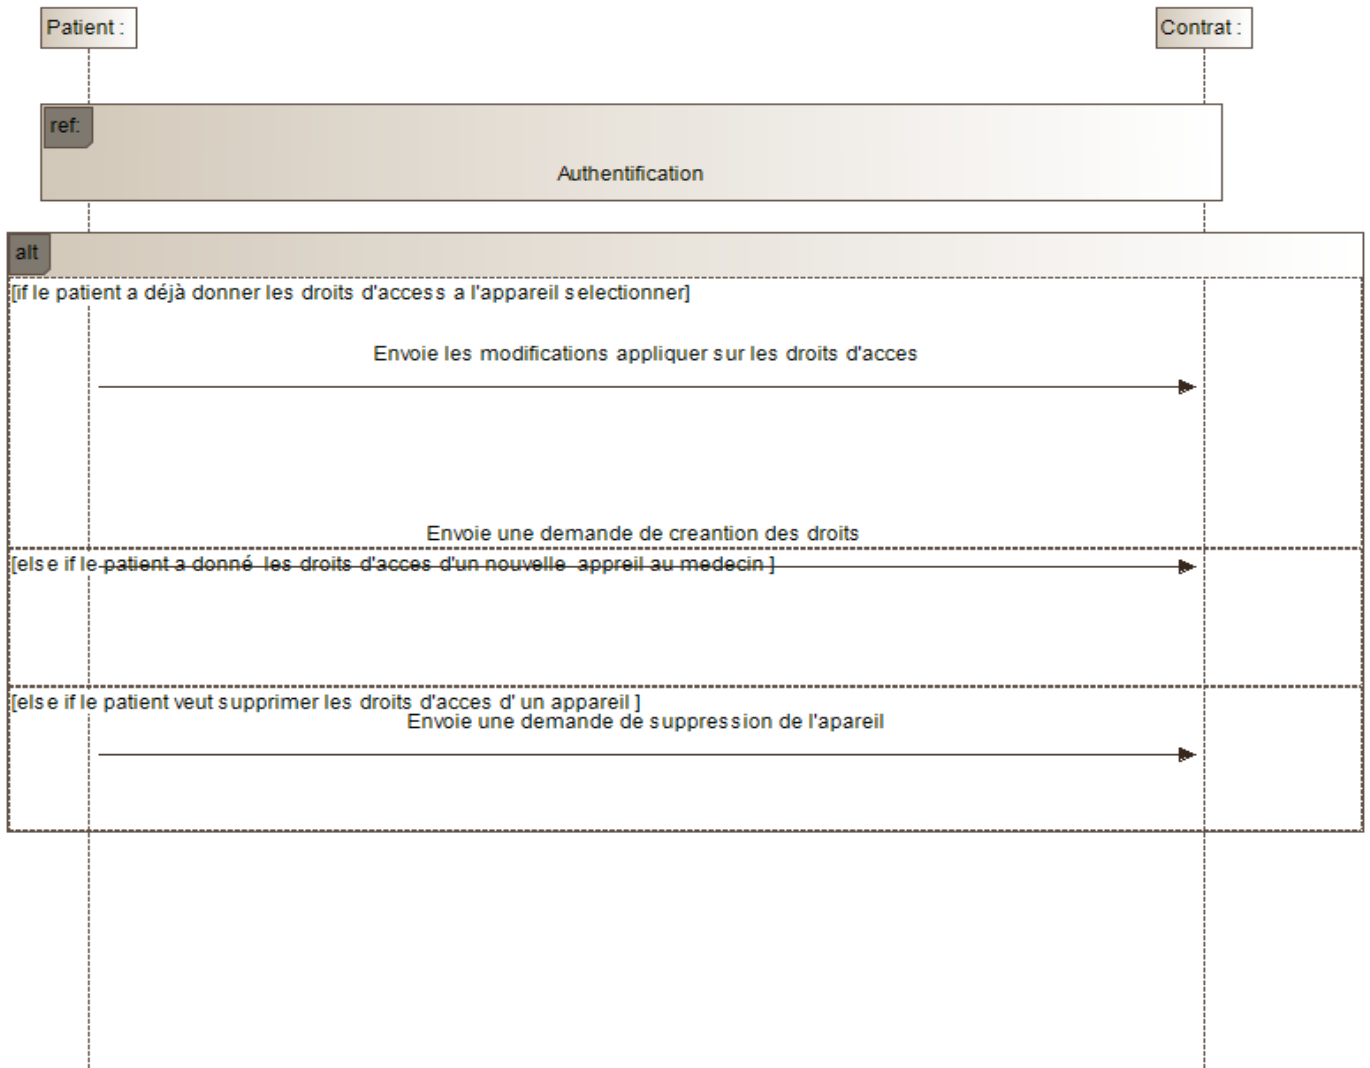 Patient :
Contrat :
ref:
Authentification
alt
[if le patient a déjà donner les droits d'access a l'appareil selectionner]
Envoie les modifications appliquer sur les droits d'acces
Envoie une demande de creantion des droits
[else if le patient a donné les droits d'acces d'un nouvelle appreil au medecin ]
[else if le patient veut supprimer les droits d'acces d' un appareil ]
Envoie une demande de suppression de l'apareil